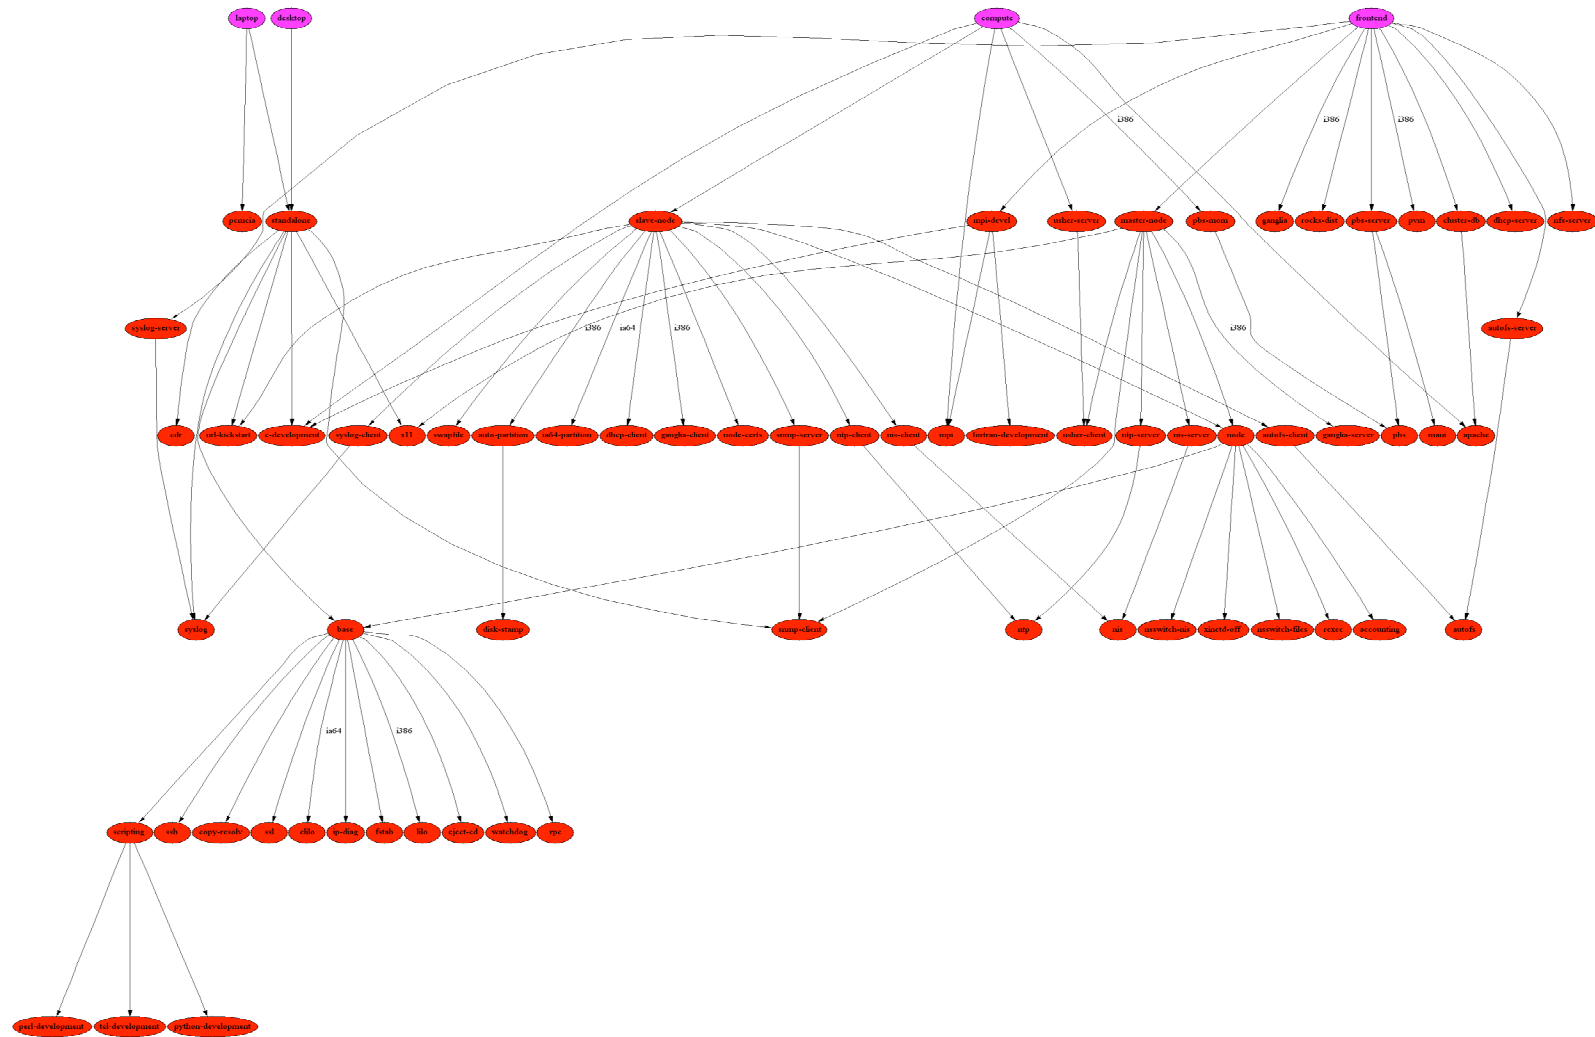 laptop
desktop
compute
frontend
i386
i386
i386
pcmcia
standalone
slave-node
mpi-devel
usher-server
master-node
pbs-mom
ganglia
rocks-dist
pbs-server
pvm
cluster-db
dhcp-server
nfs-server
syslog-server
i386
ia64
i386
i386
autofs-server
cdr
url-kickstart
c-development
syslog-client
x11
swapfile
auto-partition
ia64-partition
dhcp-client
ganglia-client
node-certs
snmp-server
ntp-client
nis-client
mpi
fortran-development
usher-client
ntp-server
nis-server
node
autofs-client
ganglia-server
pbs
maui
apache
syslog
base
disk-stamp
snmp-client
ntp
nis
nsswitch-nis
xinetd-off
nsswitch-files
rexec
accounting
autofs
ia64
i386
scripting
ssh
copy-resolv
ssl
elilo
ip-diag
fstab
lilo
eject-cd
watchdog
rpc
perl-development
tcl-development
python-development